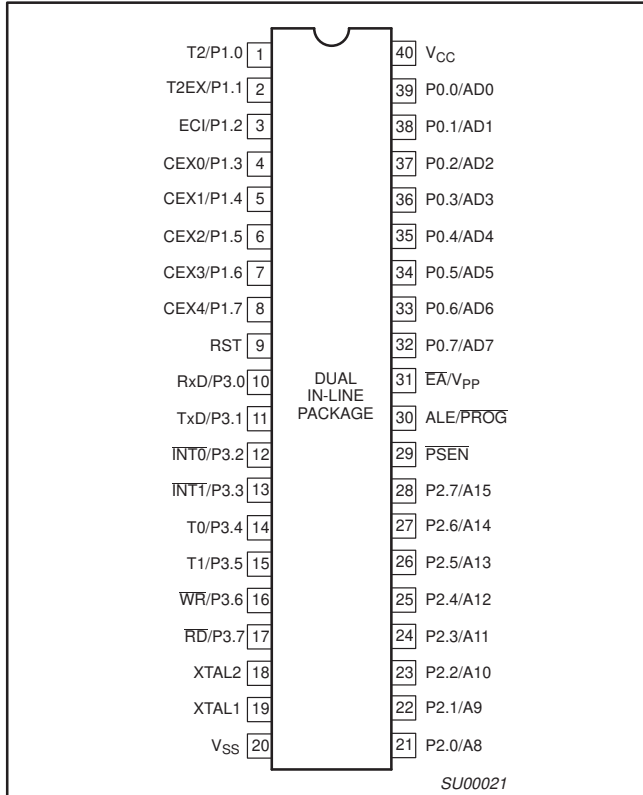 T2/P1.0 1 40 VCC
T2EX/P1.1 2 39 P0.0/AD0
ECI/P1.2 3 38 P0.1/AD1
CEX0/P1.3 4 37 P0.2/AD2
CEX1/P1.4 5 36 P0.3/AD3
CEX2/P1.5 6 35 P0.4/AD4
CEX3/P1.6 7 34 P0.5/AD5
CEX4/P1.7 8 33 P0.6/AD6
RST 9 32 P0.7/AD7
RxD/P3.0 10 31 E̅A̅/VPP
TxD/P3.1 11 30 ALE/P̅R̅O̅G̅
I̅N̅T̅0̅/P3.2 12 29 P̅S̅E̅N̅
I̅N̅T̅1̅/P3.3 13 28 P2.7/A15
T0/P3.4 14 27 P2.6/A14
T1/P3.5 15 26 P2.5/A13
W̅R̅/P3.6 16 25 P2.4/A12
R̅D̅/P3.7 17 24 P2.3/A11
XTAL2 18 23 P2.2/A10
XTAL1 19 22 P2.1/A9
VSS 20 21 P2.0/A8
DUAL
IN-LINE
PACKAGE
SU00021